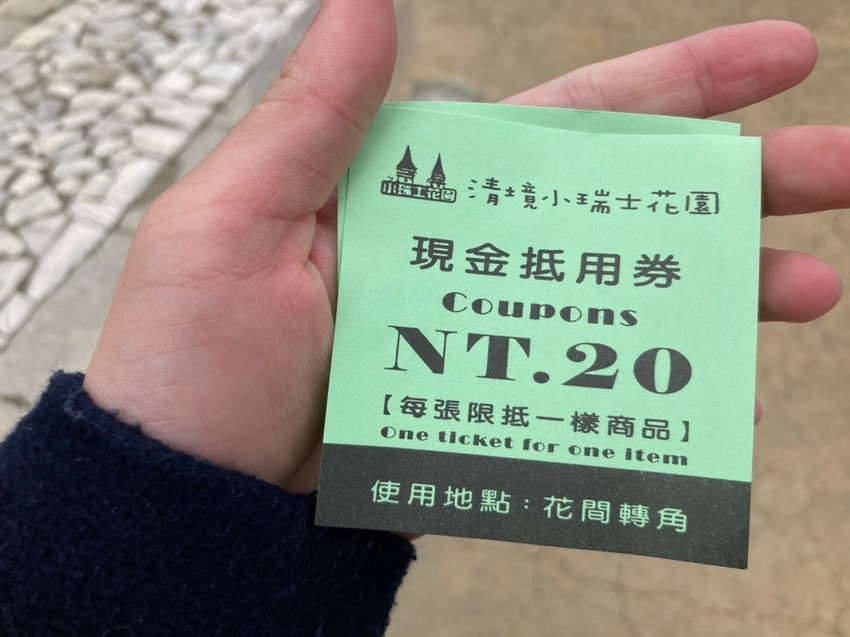 小瑞士花園 清境小瑞士花園
現金抵用券
Coupons
NT.20
【每張限抵一樣商品】
One ticket for one item
使用地點：花間轉角